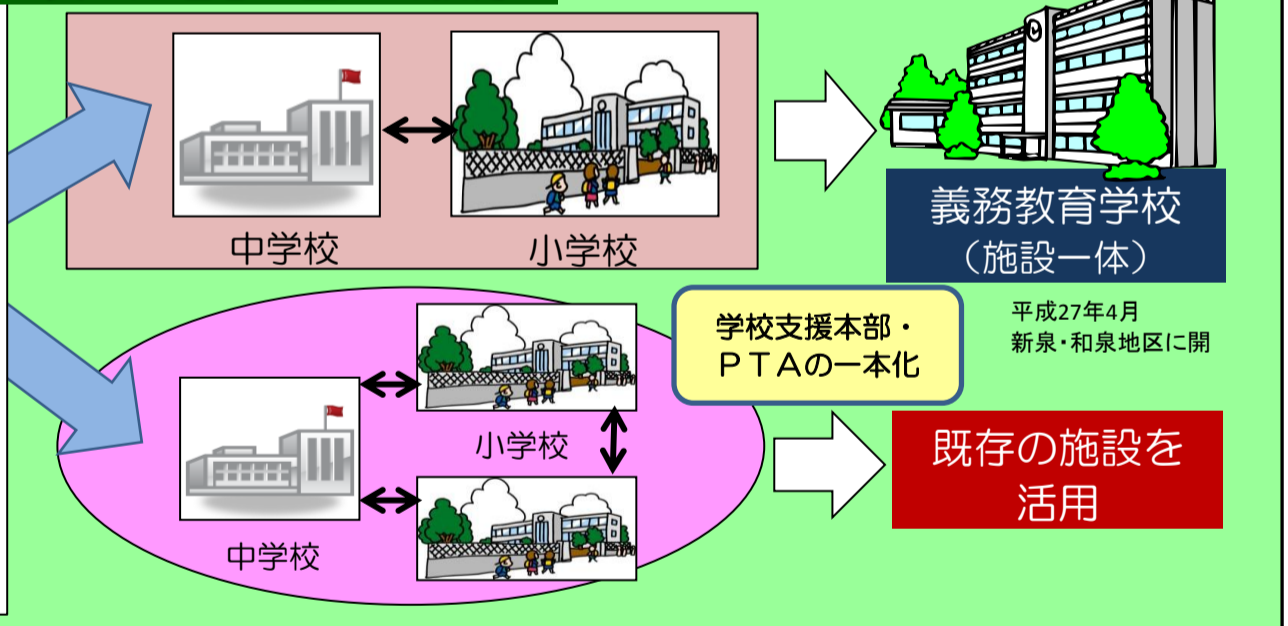 中学校
小学校
義務教育学校
（施設一体）
平成27年4月
新泉・和泉地区に開
学校支援本部・
ＰＴＡの一本化
小学校
中学校
既存の施設を
活用